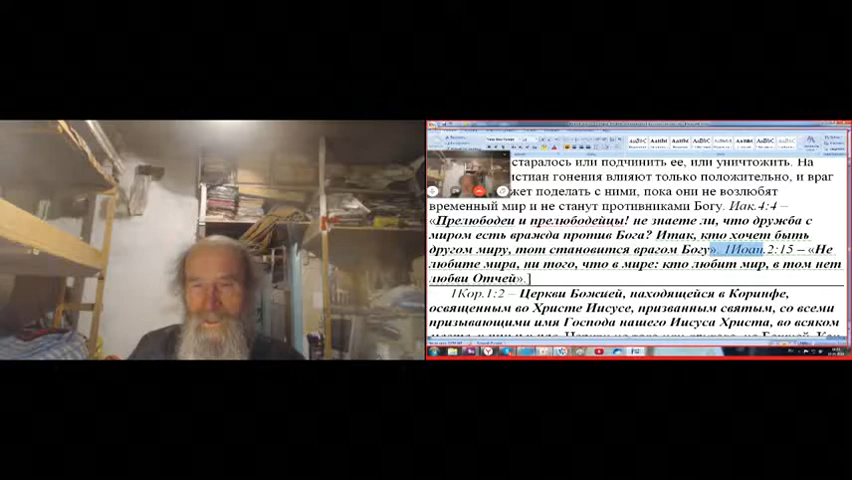 старалось или подчинить ее, или уничтожить. На
стиан гонения влияют только положительно, и враг
жет поделать с ними, пока они не возлюбят
временный мир и не станут противниками Богу. Иак.4:4 –
«Прелюбодеи и прелюбодейцы! не знаете ли, что дружба с
миром есть вражда против Бога? Итак, кто хочет быть
другом миру, тот становится врагом Богу». 1Иоан.2:15 – «Не
любите мира, ни того, что в мире: кто любит мир, в том нет
любви Отчей».]
1Кор.1:2 – Церкви Божией, находящейся в Коринфе,
освященным во Христе Иисусе, призванным святым, со всеми
призывающими имя Господа нашего Иисуса Христа, во всяком